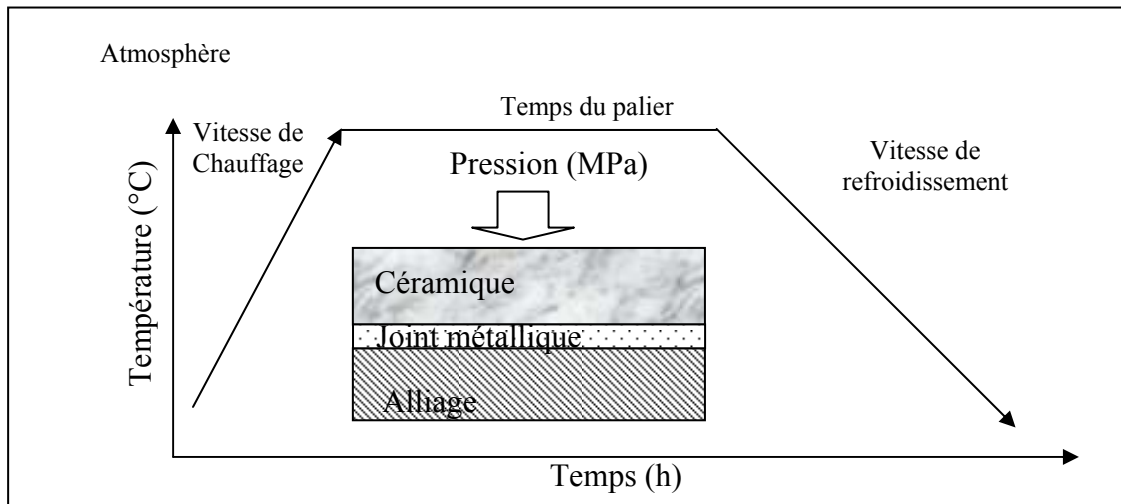 Atmosphère
Temps du palier
Vitesse de
Chauffage
Pression (MPa)
Vitesse de
refroidissement
Température (°C)
Céramique
Joint métallique
Alliage
Temps (h)